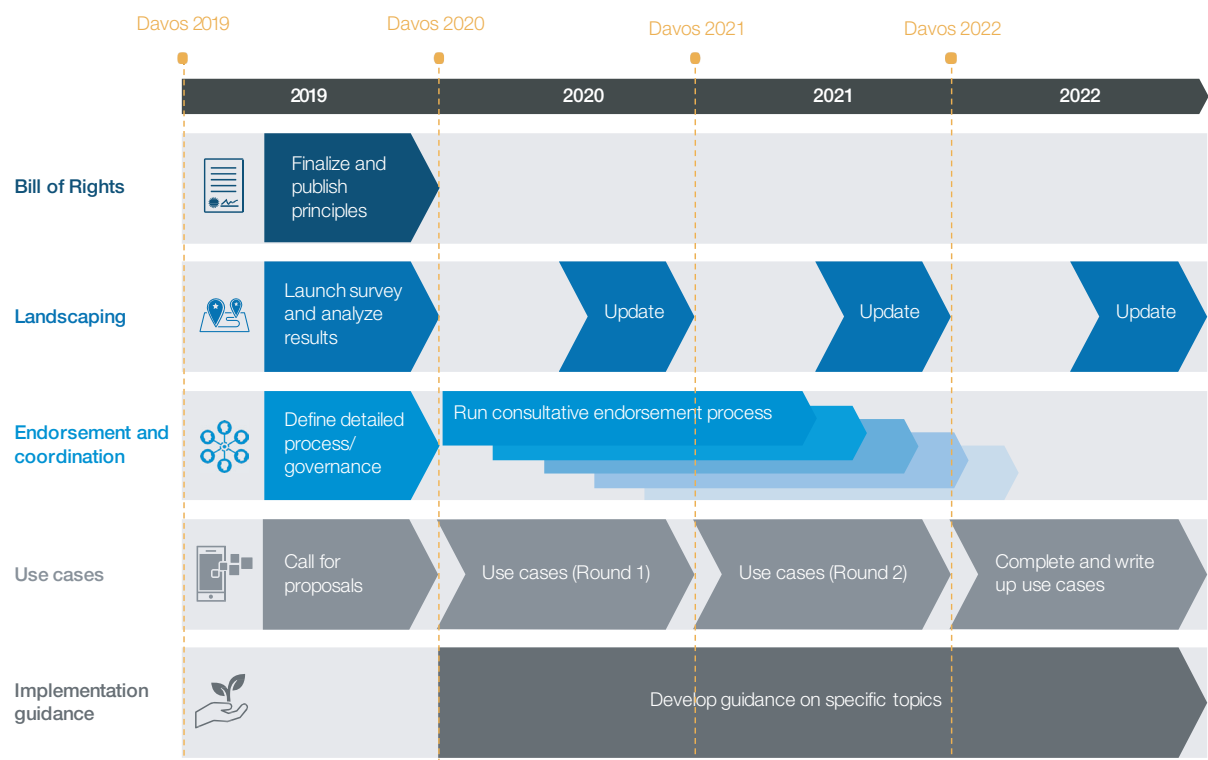 Davos 2019
Davos 2020
Davos 2021
Davos 2022
2019
2020
2021
2022
Bill of Rights
Finalize and
publish
principles
Landscaping
Launch survey
and analyze
results
Update
Update
Update
Endorsement and
coordination
Define detailed
process/
governance
Run consultative endorsement process
Use cases
Call for
proposals
Use cases (Round 1)
Use cases (Round 2)
Complete and write
up use cases
Implementation
guidance
Develop guidance on specific topics